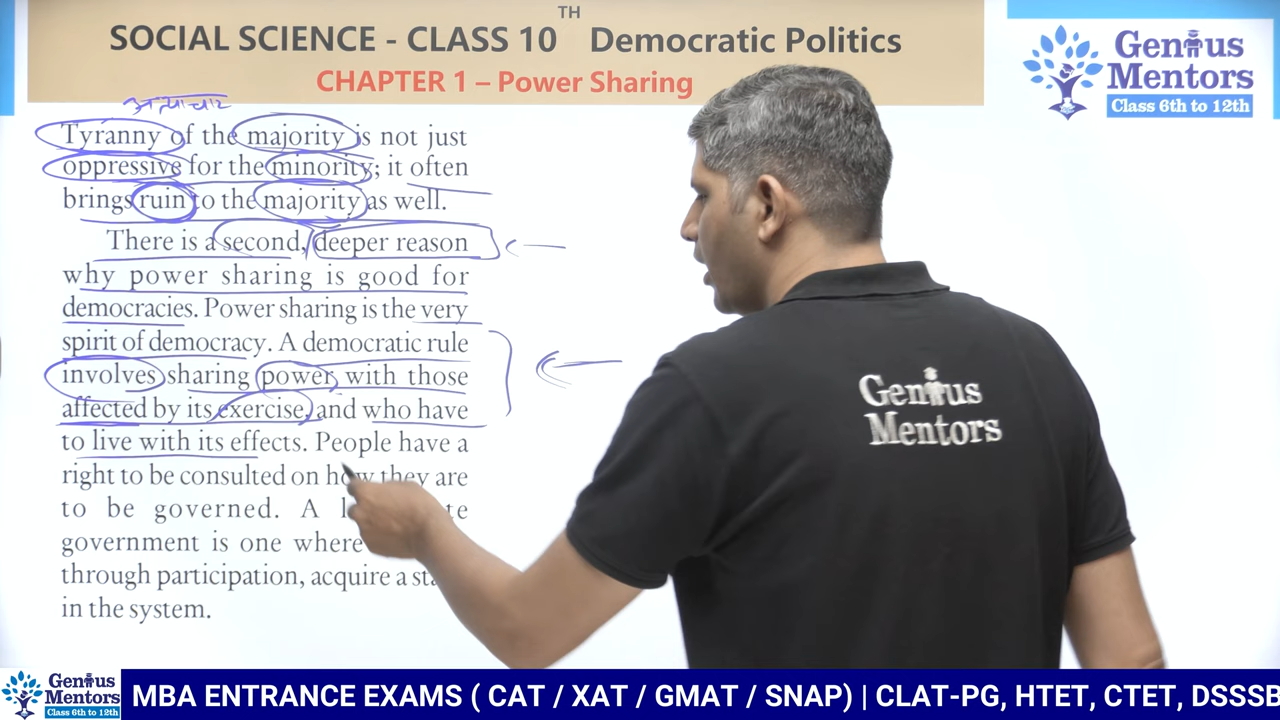 TH
SOCIAL SCIENCE - CLASS 10 Democratic Politics
CHAPTER 1 – Power Sharing
Genius
Mentors
Class 6th to 12th
Tyranny of the majority is not just
oppressive for the minority; it often
brings ruin to the majority as well.
There is a second, deeper reason
why power sharing is good for
democracies. Power sharing is the very
spirit of democracy. A democratic rule
involves sharing power with those
affected by its exercise, and who have
to live with its effects. People have a
right to be consulted on how they are
to be governed. A
government is one where
through participation, acquire a
in the system.
Genius
Mentors
Genius
Mentors
Class 6th to 12th
MBA ENTRANCE EXAMS ( CAT / XAT / GMAT / SNAP) | CLAT-PG, HTET, CTET, DSSSB